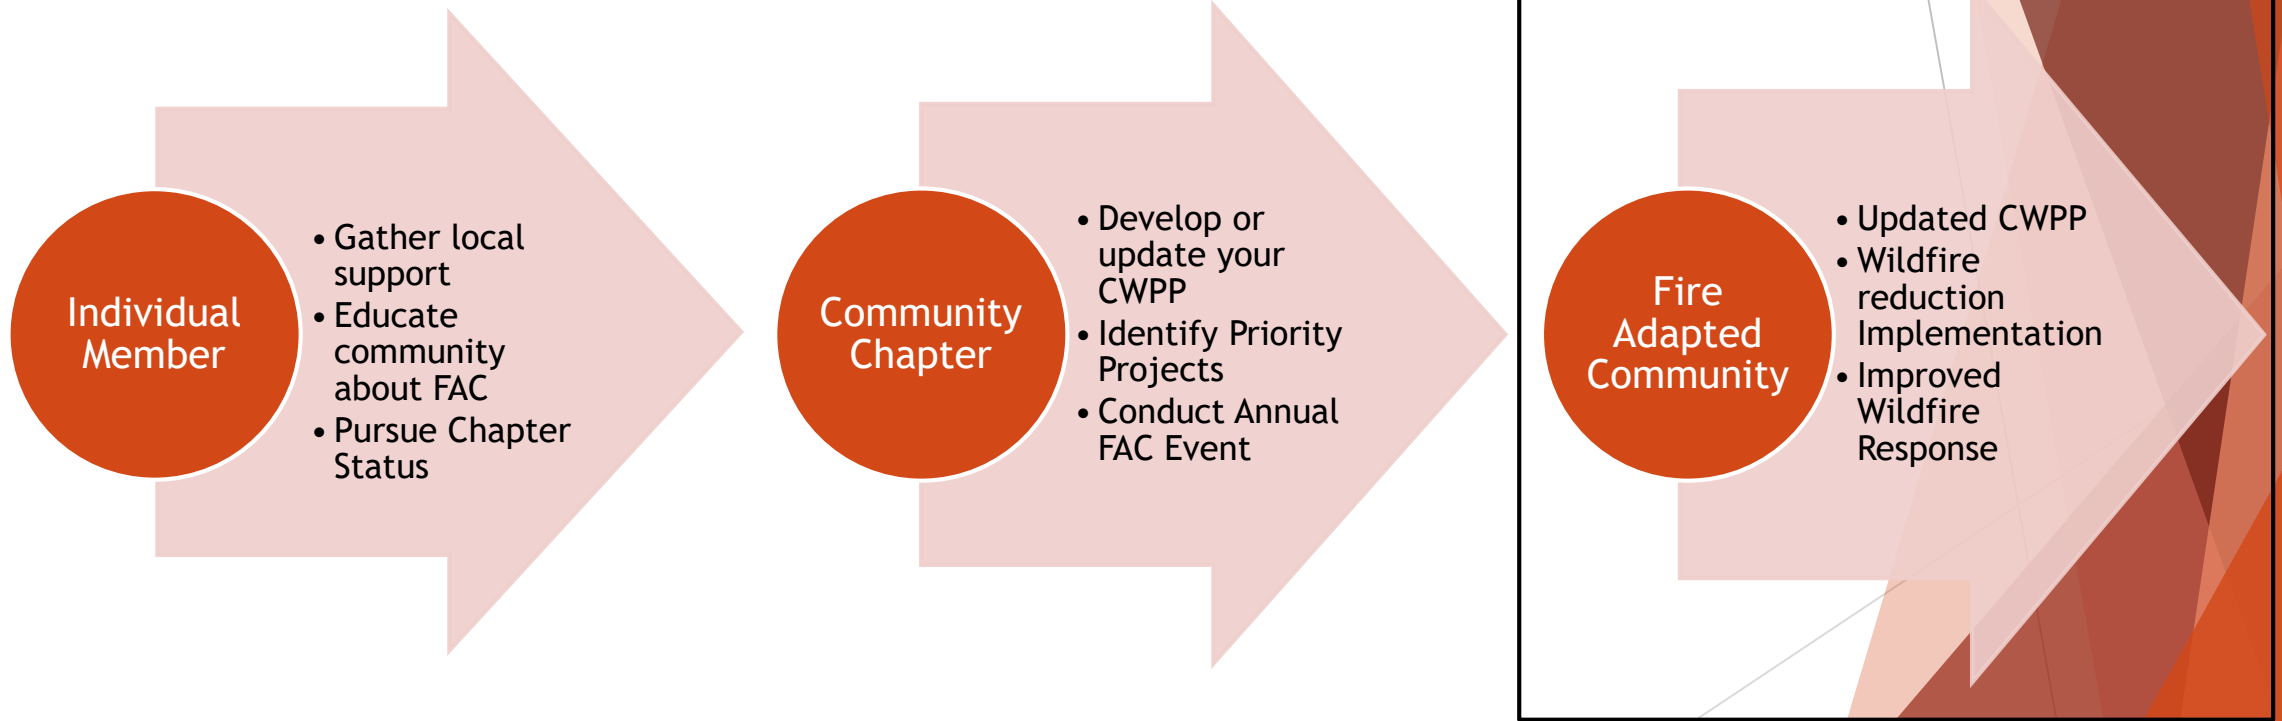 Individual
Member
• Gather local
support
• Educate
community
about FAC
• Pursue Chapter
Status
Community
Chapter
• Develop or
update your
CWPP
• Identify Priority
Projects
• Conduct Annual
FAC Event
Fire
Adapted
Community
• Updated CWPP
• Wildfire
reduction
Implementation
• Improved
Wildfire
Response